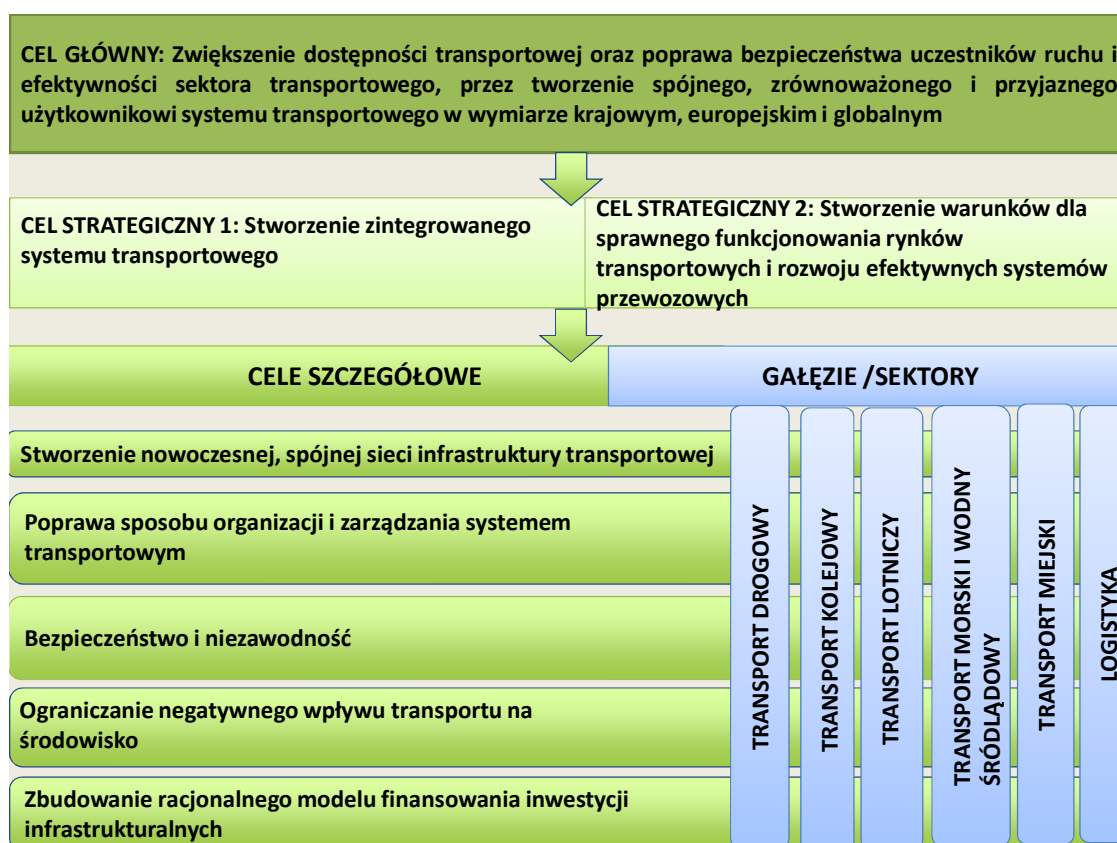 CEL GŁÓWNY: Zwiększenie dostępności transportowej oraz poprawa bezpieczeństwa uczestników ruchu i
efektywności sektora transportowego, przez tworzenie spójnego, zrównoważonego i przyjaznego
użytkownikowi systemu transportowego w wymiarze krajowym, europejskim i globalnym
CEL STRATEGICZNY 1: Stworzenie zintegrowanego
systemu transportowego
CEL STRATEGICZNY 2: Stworzenie warunków dla
sprawnego funkcjonowania rynków
transportowych i rozwoju efektywnych systemów
przewozowych
CELE SZCZEGÓŁOWE
GAŁĘZIE /SEKTORY
Stworzenie nowoczesnej, spójnej sieci infrastruktury transportowej
Poprawa sposobu organizacji i zarządzania systemem
transportowym
Bezpieczeństwo i niezawodność
Ograniczanie negatywnego wpływu transportu na
środowisko
Zbudowanie racjonalnego modelu finansowania inwestycji
infrastrukturalnych
TRANSPORT DROGOWY
TRANSPORT KOLEJOWY
TRANSPORT LOTNICZY
TRANSPORT MORSKI I WODNY
ŚRÓDLĄDOWY
TRANSPORT MIEJSKI
LOGISTYKA